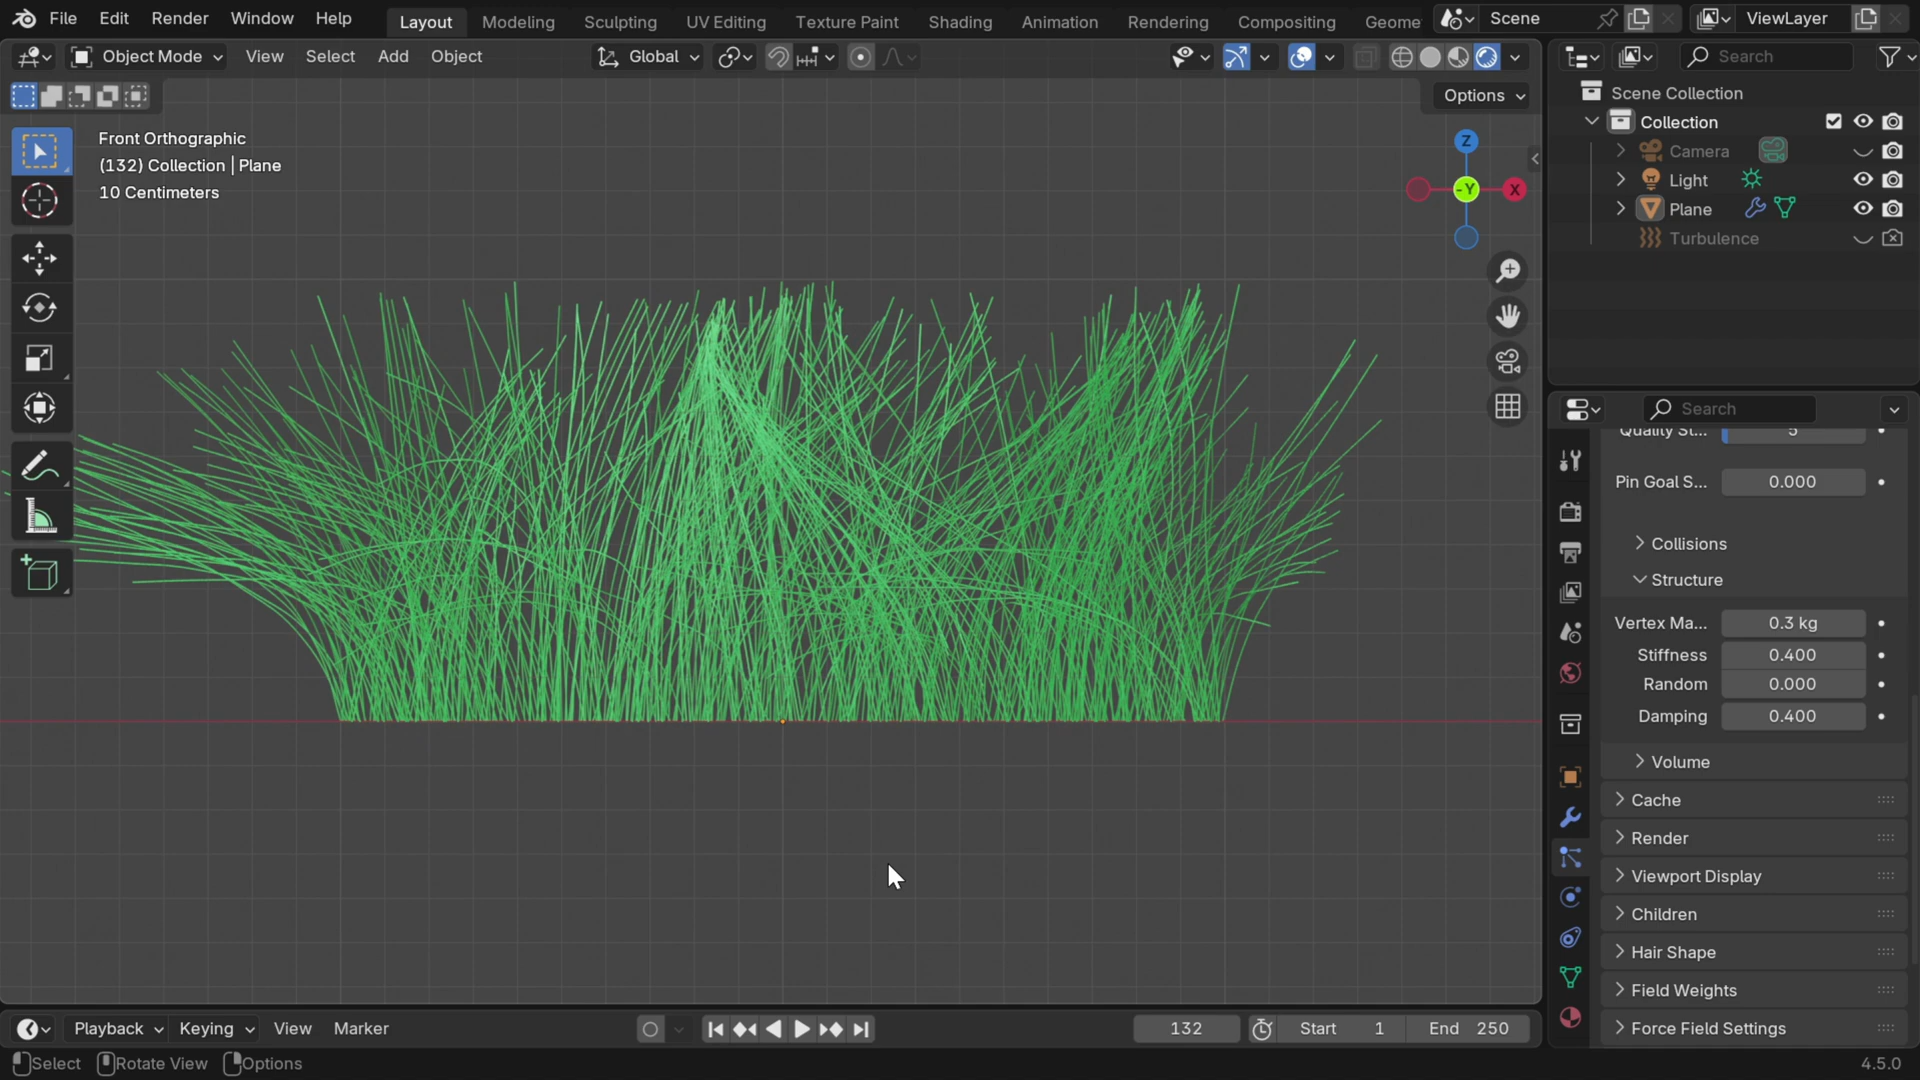 File Edit Render Window Help Layout Modeling Sculpting UV Editing Texture Paint Shading Animation Rendering Compositing Geome Scene ViewLayer
Object Mode View Select Add Object Global Search
Options
Front Orthographic
(132) Collection | Plane
10 Centimeters
Z
-Y
X
Scene Collection
Collection
Camera
Light
Plane
Turbulence
Search
Quality St... 5
Pin Goal S... 0.000
Collisions
Structure
Vertex Ma... 0.3 kg
Stiffness 0.400
Random 0.000
Damping 0.400
Volume
Cache
Render
Viewport Display
Children
Hair Shape
Field Weights
Force Field Settings
Playback Keying View Marker 132 Start 1 End 250
Select Rotate View Options 4.5.0